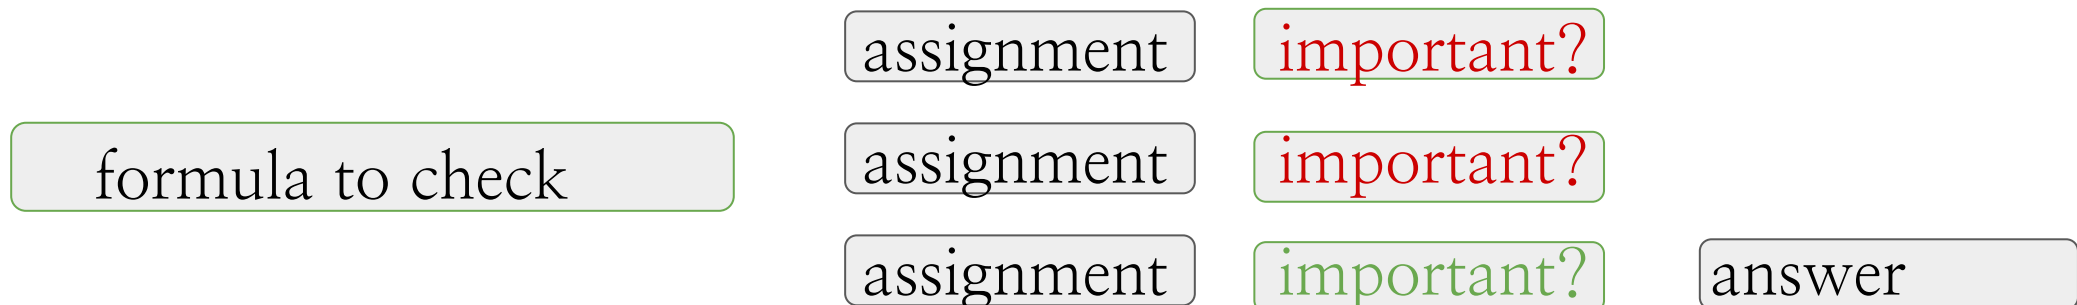 assignment important?
formula to check assignment important?
assignment important? answer